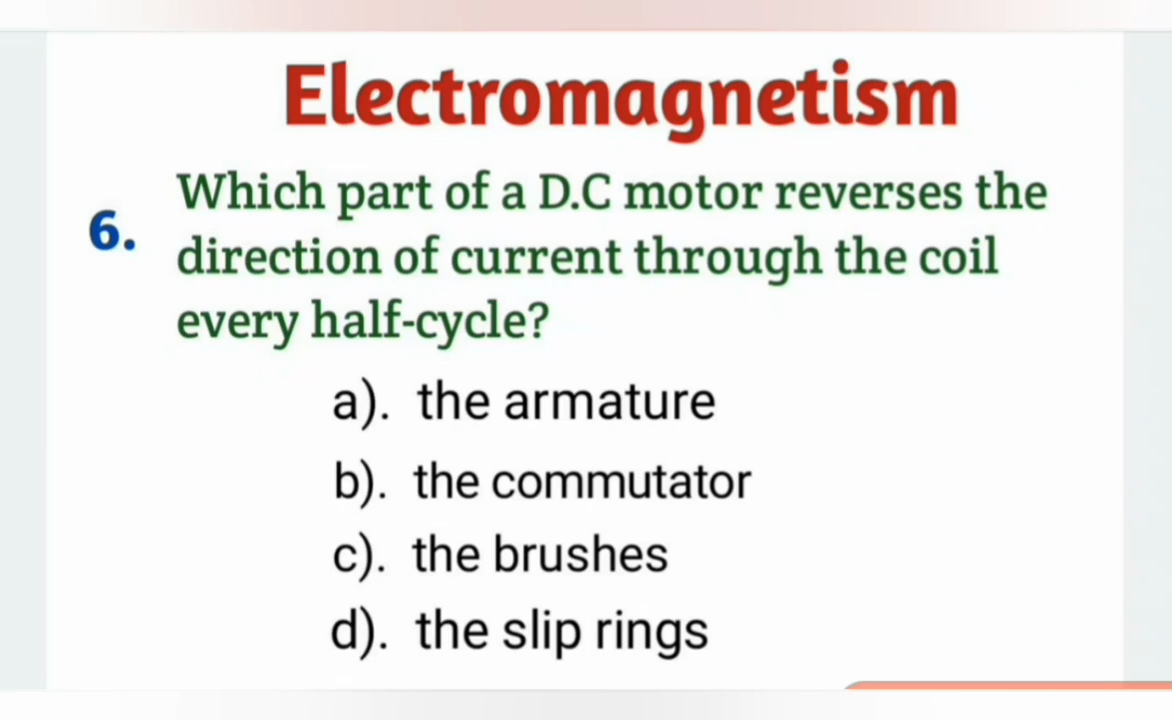 Electromagnetism
6.
Which part of a D.C motor reverses the
direction of current through the coil
every half-cycle?
a). the armature
b). the commutator
c). the brushes
d). the slip rings